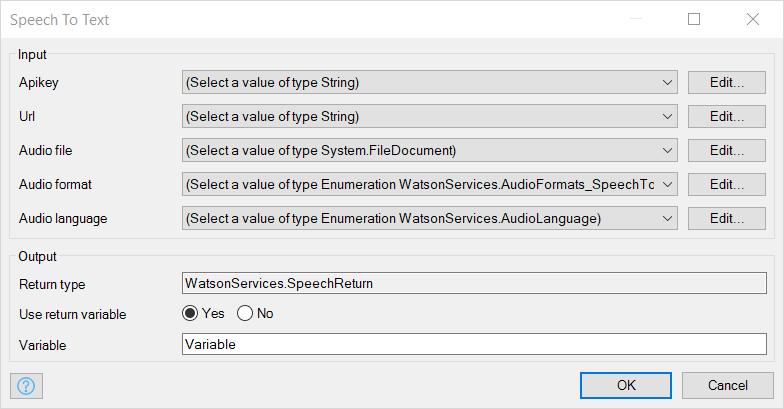 Speech To Text
Input
Apikey (Select a value of type String) Edit...
Url (Select a value of type String) Edit...
Audio file (Select a value of type System.FileDocument) Edit...
Audio format (Select a value of type Enumeration WatsonServices.AudioFormats_SpeechTo Edit...
Audio language (Select a value of type Enumeration WatsonServices.AudioLanguage) Edit...
Output
Return type WatsonServices.SpeechReturn
Use return variable Yes No
Variable Variable
? OK Cancel